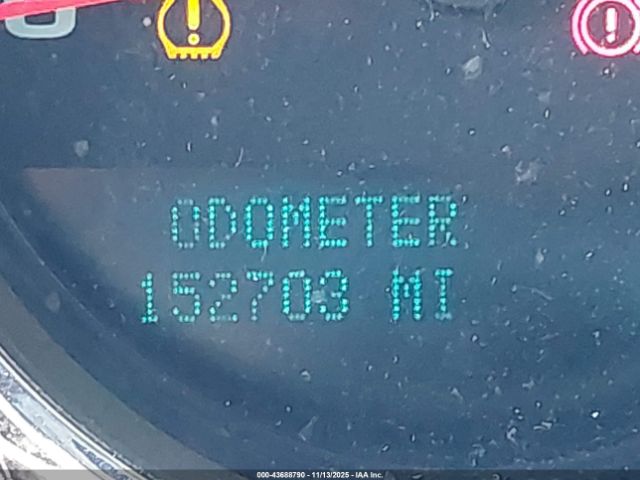 ODOMETER
152703 MI
000-43688790 - 11/13/2025 - IAA Inc.